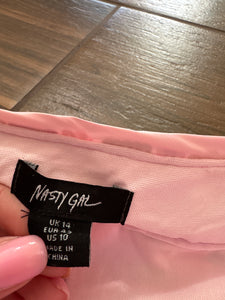 NASTY GAL
UK 14
EUR 42
US 10
MADE IN
CHINA